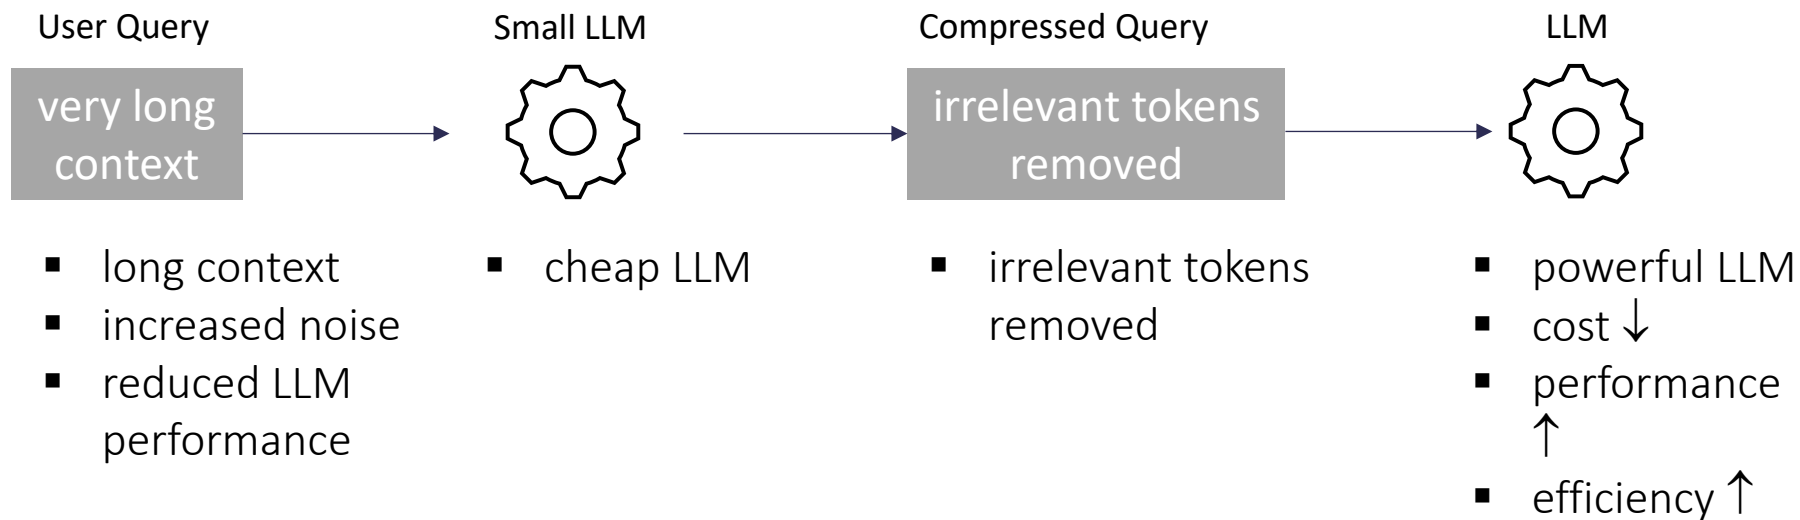 User Query
very long
context
▪ long context
▪ increased noise
▪ reduced LLM
performance
Small LLM
▪ cheap LLM
Compressed Query
irrelevant tokens
removed
▪ irrelevant tokens
removed
LLM
▪ powerful LLM
▪ cost ↓
▪ performance
↑
▪ efficiency ↑